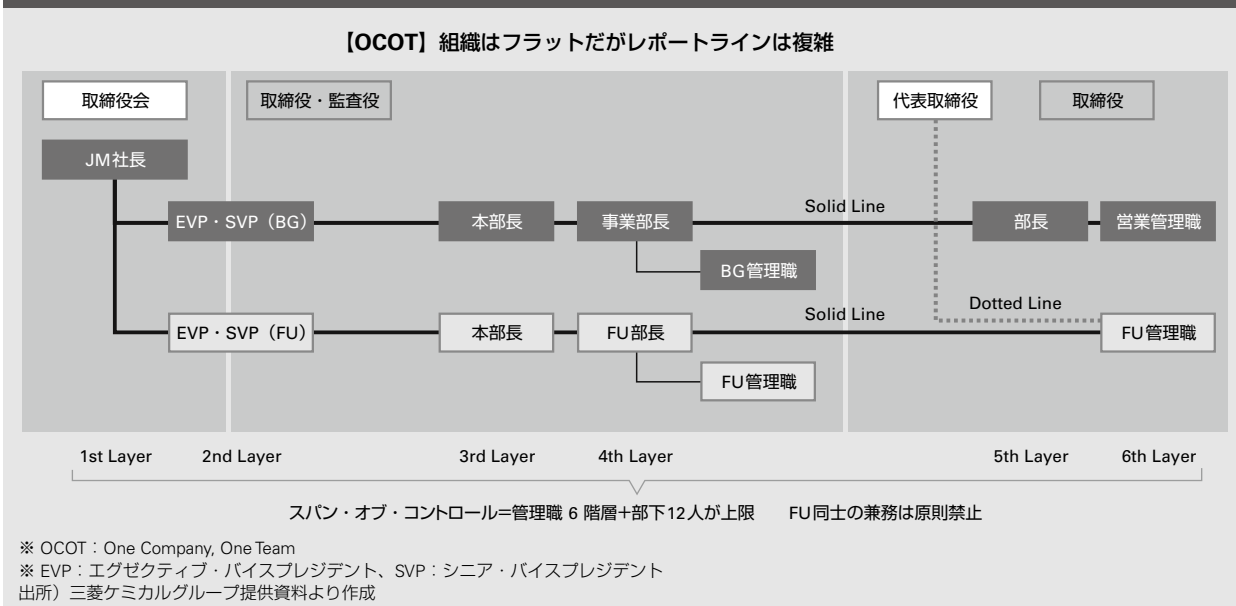 【OCOT】組織はフラットだがレポートラインは複雑
取締役会
取締役・監査役
代表取締役
取締役
JM社長
EVP・SVP（BG）
本部長
事業部長
Solid Line
部長
営業管理職
BG管理職
EVP・SVP（FU）
本部長
FU部長
Solid Line
Dotted Line
FU管理職
FU管理職
1st Layer
2nd Layer
3rd Layer
4th Layer
5th Layer
6th Layer
スパン・オブ・コントロール＝管理職 6 階層＋部下12人が上限　FU同士の兼務は原則禁止
※ OCOT：One Company, One Team
※ EVP：エグゼクティブ・バイスプレジデント、SVP：シニア・バイスプレジデント
出所）三菱ケミカルグループ提供資料より作成